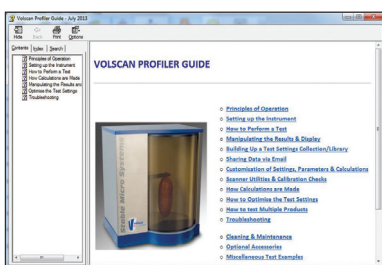 Volscan Profiler Guide - July 2013
Hide Back Print Options
Contents Index Search
Principles of Operation
Setting up the Instrument
How to Perform a Test
How Calculations are Made
Manipulating the Results and
Optimise the Test Settings
Troubleshooting
VOLSCAN PROFILER GUIDE
Principles of Operation
Setting up the Instrument
How to Perform a Test
Manipulating the Results & Display
Building Up a Test Settings Collection/Library
Sharing Data via Email
Customisation of Settings, Parameters & Calculations
Scanner Utilities & Calibration Checks
How Calculations are Made
How to Optimise the Test Settings
How to test Multiple Products
Troubleshooting
Cleaning & Maintenance
Optional Accessories
Miscellaneous Test Examples
Stable Micro Systems